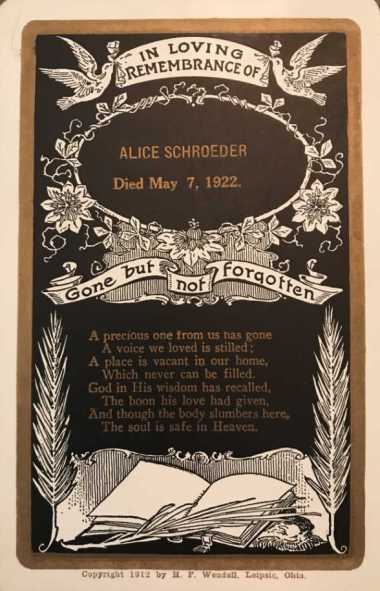 IN LOVING
REMEMBRANCE OF
ALICE SCHROEDER
Died May 7, 1922.
Gone but not forgotten
A precious one from us has gone
A voice we loved is stilled;
A place is vacant in our home,
Which never can be filled.
God in His wisdom has recalled,
The boon his love had given,
And though the body slumbers here,
The soul is safe in Heaven.
Copyright 1912 by H. F. Wendell, Leipsic, Ohio.